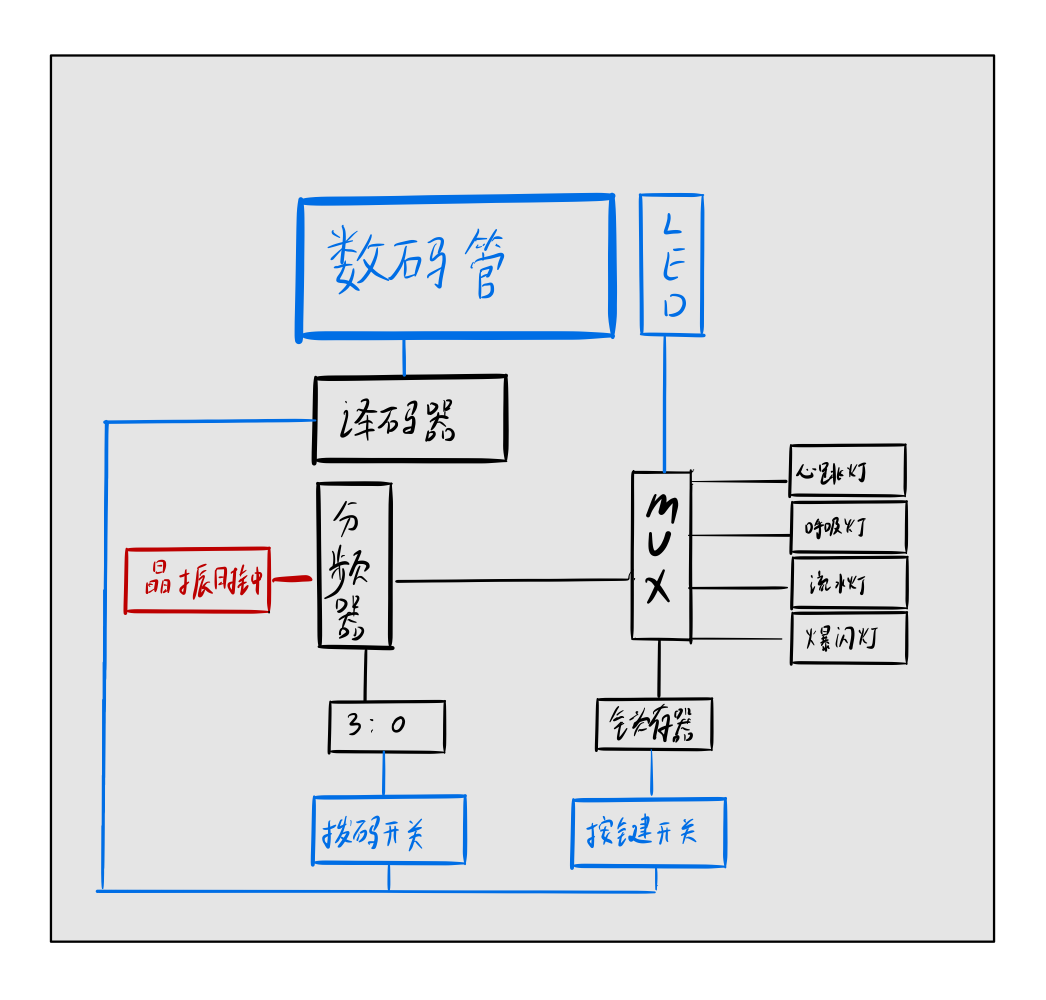 数码管
LED
译码器
分频器
MUX
心跳灯
呼吸灯
晶振时钟
流水灯
爆闪灯
3:0
锁存器
拨码开关
按键开关